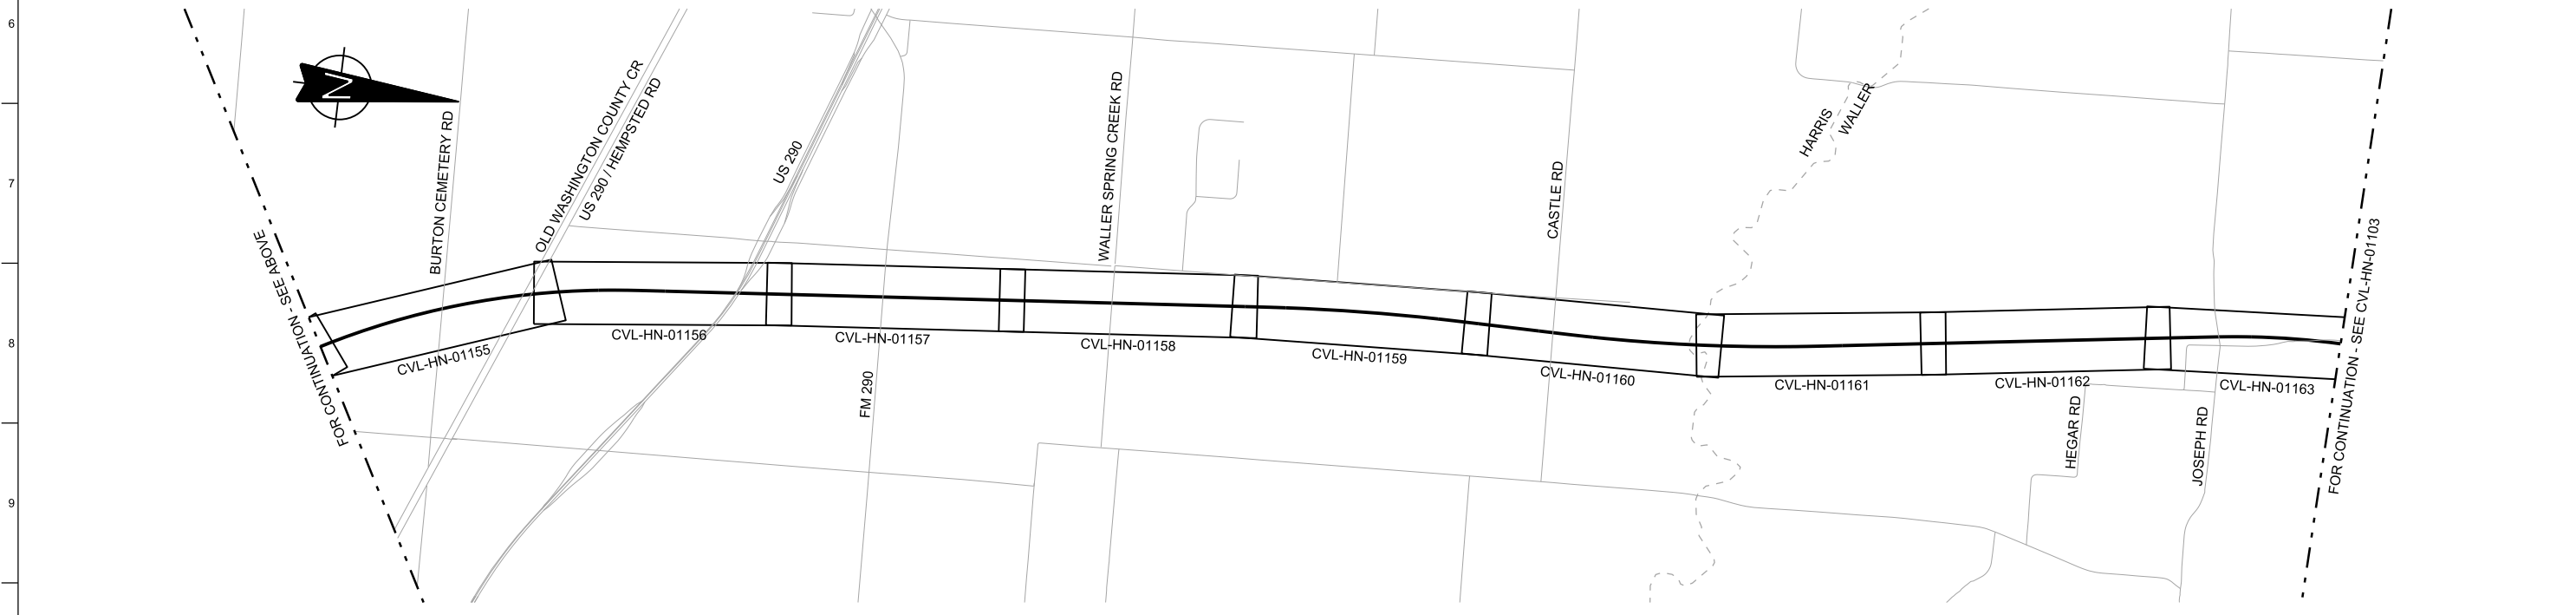 6
7
8
9
N
FOR CONTINUATION - SEE ABOVE
BURTON CEMETERY RD
OLD WASHINGTON COUNTY CR
US 290 / HEMPSTED RD
US 290
FM 290
WALLER SPRING CREEK RD
CASTLE RD
HARRIS
WALLER
HEGAR RD
JOSEPH RD
FOR CONTINUATION - SEE CVL-HN-01103
CVL-HN-01155
CVL-HN-01156
CVL-HN-01157
CVL-HN-01158
CVL-HN-01159
CVL-HN-01160
CVL-HN-01161
CVL-HN-01162
CVL-HN-01163